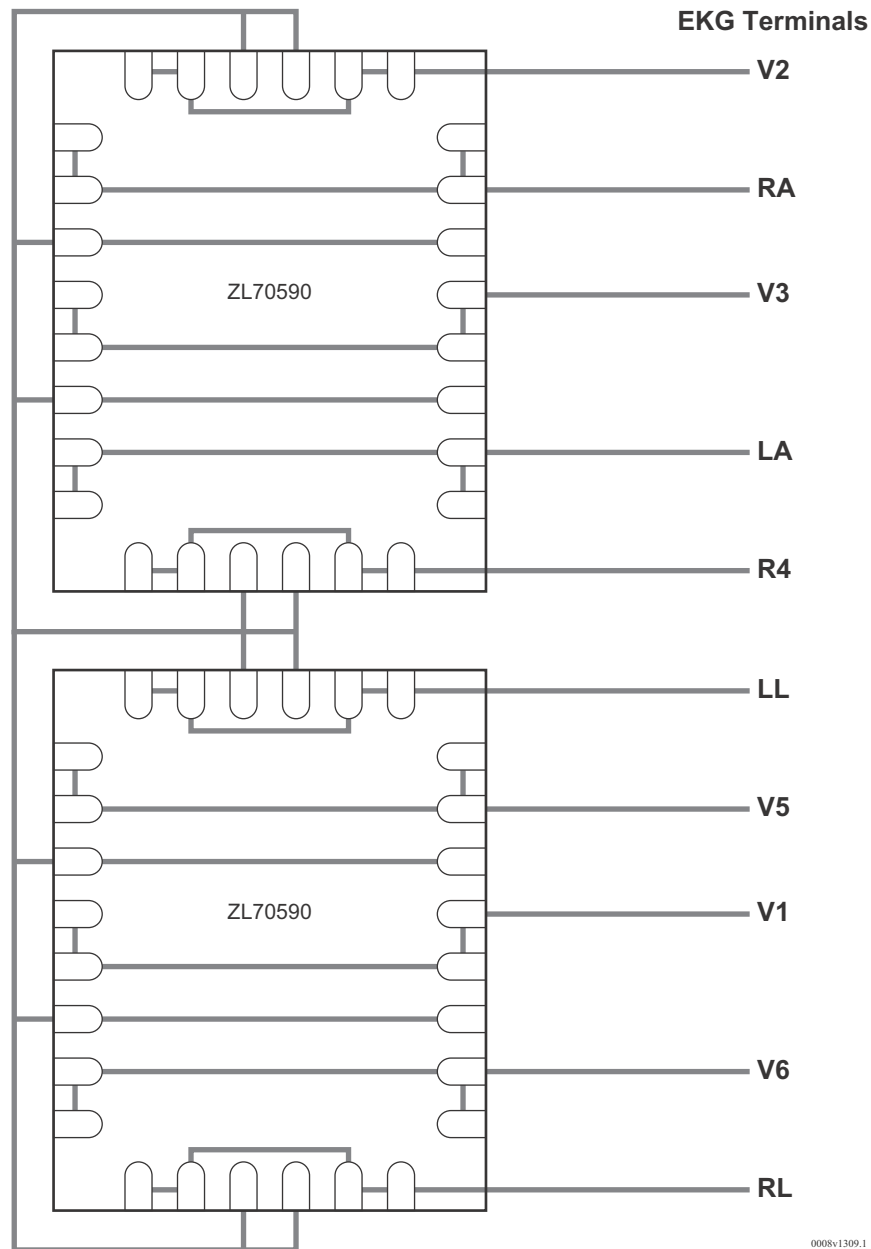 EKG Terminals
V2
RA
V3
ZL70590
LA
R4
LL
V5
V1
ZL70590
V6
RL
0008v1309.1